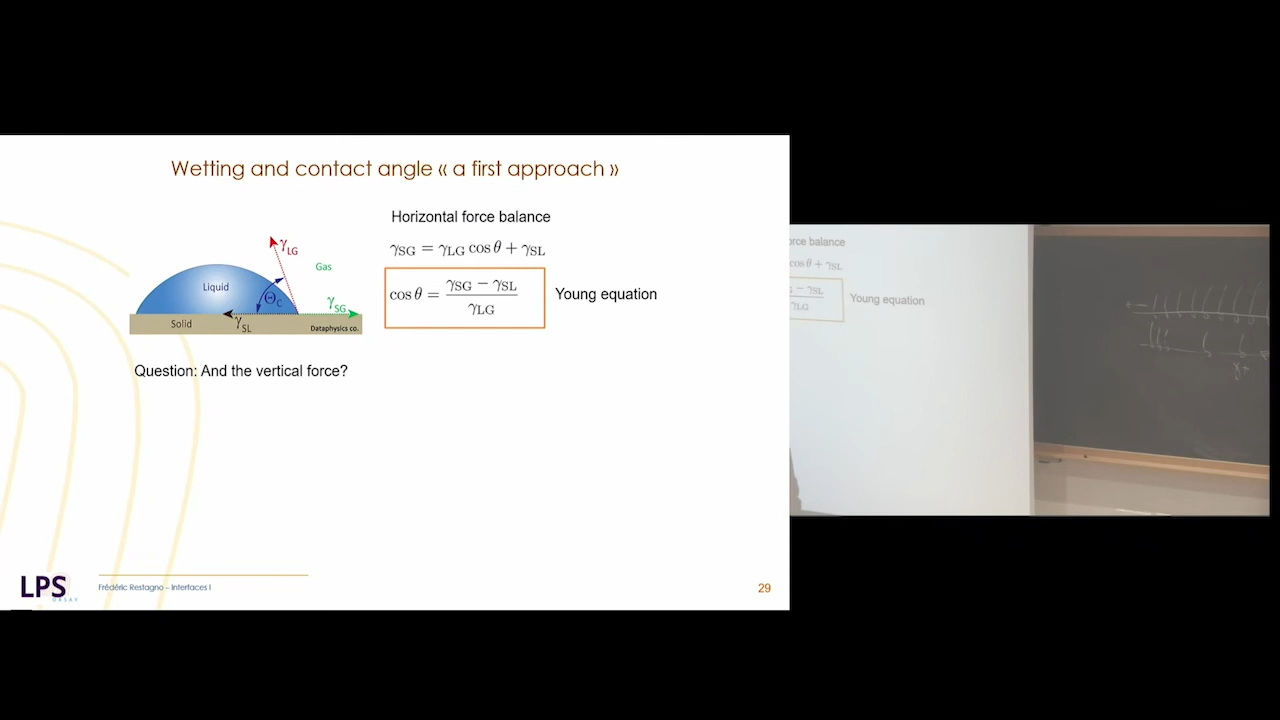 Wetting and contact angle « a first approach »
Horizontal force balance
γSG = γLG cos θ + γSL
cos θ = (γSG − γSL) / γLG
Young equation
γLG
Gas
Liquid
ΘC
γSG
Solid
γSL
Dataphysics co.
Question: And the vertical force?
LPS
ORSAY
Frédéric Restagno – Interfaces I
29
orce balance
cos θ + γSL
− γSL
γLG
Young equation